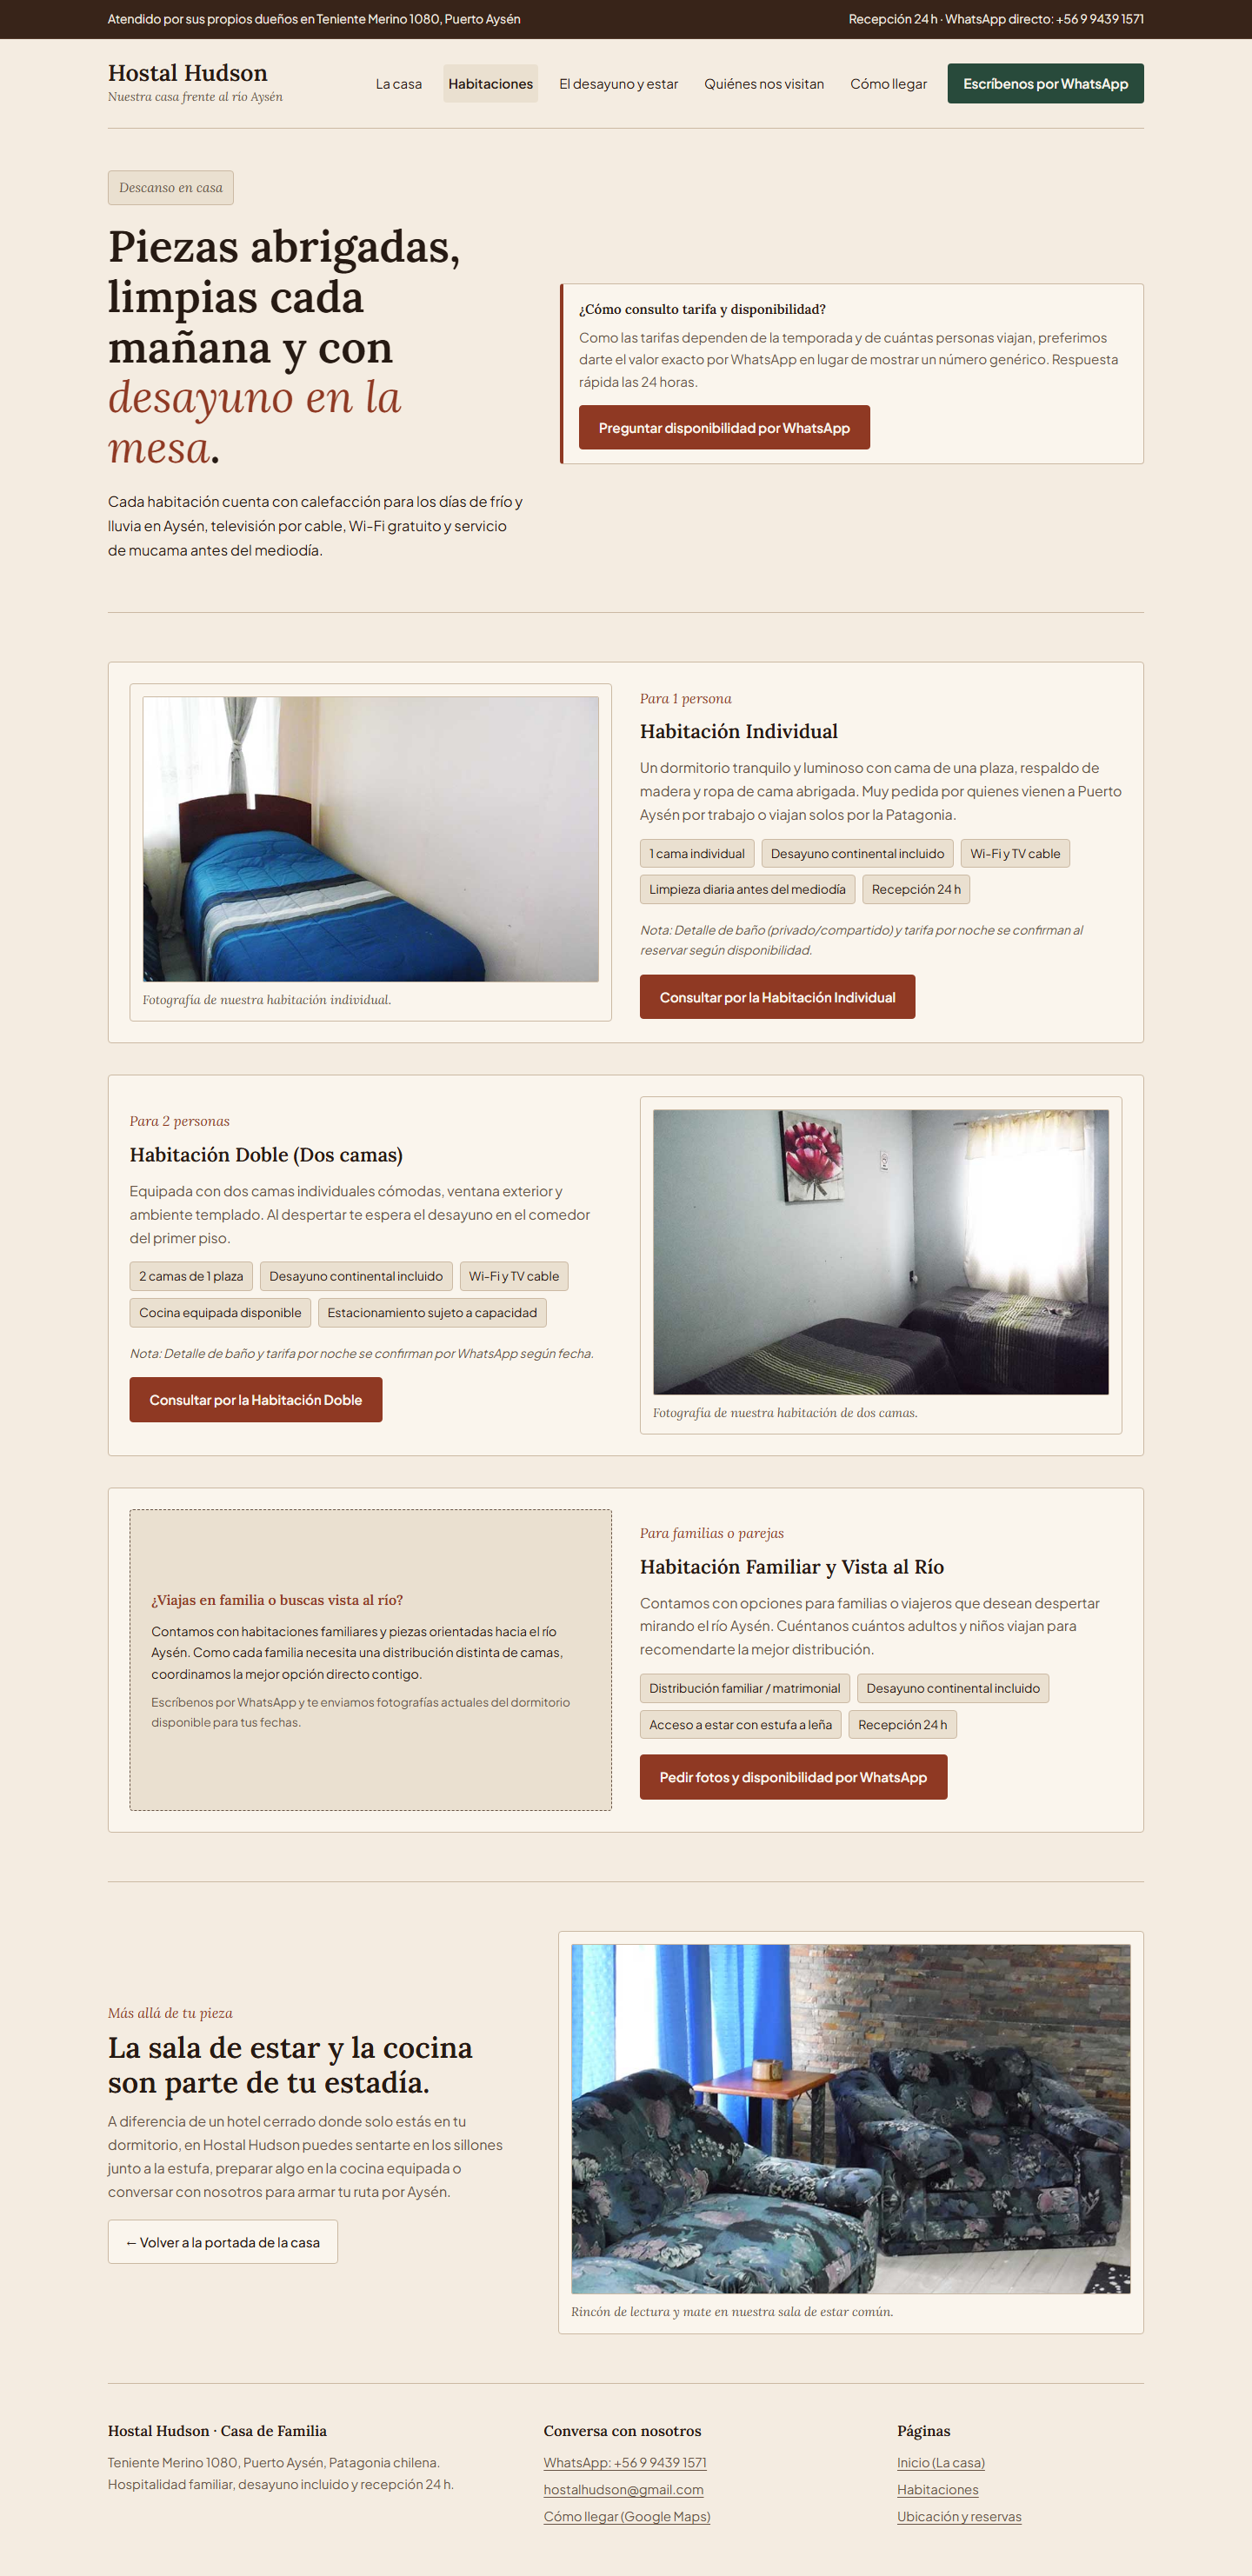 Atendido por sus propios dueños en Teniente Merino 1080, Puerto Aysén
Recepción 24 h · WhatsApp directo: +56 9 9439 1571
Hostal Hudson
Nuestra casa frente al río Aysén
La casa
Habitaciones
El desayuno y estar
Quiénes nos visitan
Cómo llegar
Escríbenos por WhatsApp
Descanso en casa
Piezas abrigadas,
limpias cada
mañana y con
desayuno en la
mesa.
Cada habitación cuenta con calefacción para los días de frío y
lluvia en Aysén, televisión por cable, Wi-Fi gratuito y servicio
de mucama antes del mediodía.
¿Cómo consulto tarifa y disponibilidad?
Como las tarifas dependen de la temporada y de cuántas personas viajan, preferimos
darte el valor exacto por WhatsApp en lugar de mostrar un número genérico. Respuesta
rápida las 24 horas.
Preguntar disponibilidad por WhatsApp
Fotografía de nuestra habitación individual.
Para 1 persona
Habitación Individual
Un dormitorio tranquilo y luminoso con cama de una plaza, respaldo de
madera y ropa de cama abrigada. Muy pedida por quienes vienen a Puerto
Aysén por trabajo o viajan solos por la Patagonia.
1 cama individual
Desayuno continental incluido
Wi-Fi y TV cable
Limpieza diaria antes del mediodía
Recepción 24 h
Nota: Detalle de baño (privado/compartido) y tarifa por noche se confirman al
reservar según disponibilidad.
Consultar por la Habitación Individual
Para 2 personas
Habitación Doble (Dos camas)
Equipada con dos camas individuales cómodas, ventana exterior y
ambiente templado. Al despertar te espera el desayuno en el comedor
del primer piso.
2 camas de 1 plaza
Desayuno continental incluido
Wi-Fi y TV cable
Cocina equipada disponible
Estacionamiento sujeto a capacidad
Nota: Detalle de baño y tarifa por noche se confirman por WhatsApp según fecha.
Consultar por la Habitación Doble
Fotografía de nuestra habitación de dos camas.
¿Viajas en familia o buscas vista al río?
Contamos con habitaciones familiares y piezas orientadas hacia el río
Aysén. Como cada familia necesita una distribución distinta de camas,
coordinamos la mejor opción directo contigo.
Escríbenos por WhatsApp y te enviamos fotografías actuales del dormitorio
disponible para tus fechas.
Para familias o parejas
Habitación Familiar y Vista al Río
Contamos con opciones para familias o viajeros que desean despertar
mirando el río Aysén. Cuéntanos cuántos adultos y niños viajan para
recomendarte la mejor distribución.
Distribución familiar / matrimonial
Desayuno continental incluido
Acceso a estar con estufa a leña
Recepción 24 h
Pedir fotos y disponibilidad por WhatsApp
Más allá de tu pieza
La sala de estar y la cocina
son parte de tu estadía.
A diferencia de un hotel cerrado donde solo estás en tu
dormitorio, en Hostal Hudson puedes sentarte en los sillones
junto a la estufa, preparar algo en la cocina equipada o
conversar con nosotros para armar tu ruta por Aysén.
← Volver a la portada de la casa
Rincón de lectura y mate en nuestra sala de estar común.
Hostal Hudson · Casa de Familia
Teniente Merino 1080, Puerto Aysén, Patagonia chilena.
Hospitalidad familiar, desayuno incluido y recepción 24 h.
Conversa con nosotros
WhatsApp: +56 9 9439 1571
hostalhudson@gmail.com
Cómo llegar (Google Maps)
Páginas
Inicio (La casa)
Habitaciones
Ubicación y reservas